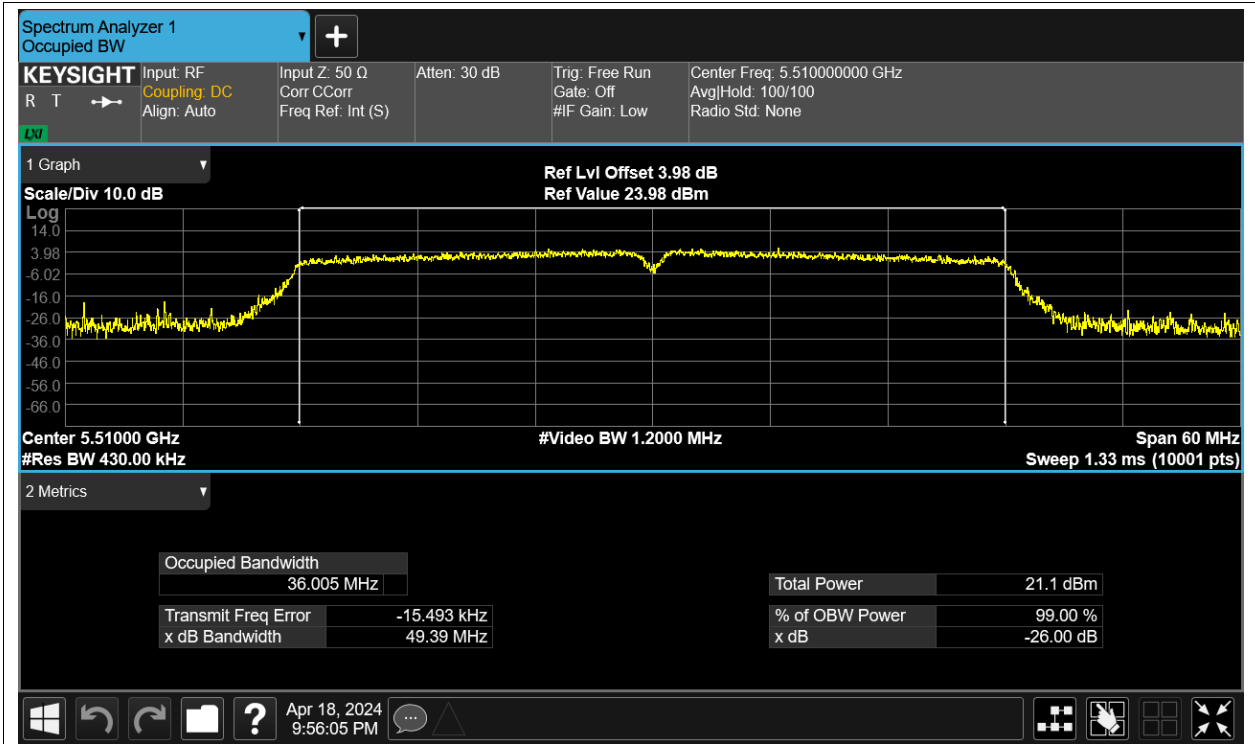 Spectrum Analyzer 1
Occupied BW
KEYSIGHT
R T
LXI
Input: RF
Coupling: DC
Align: Auto
Input Z: 50 Ω
Corr CCorr
Freq Ref: Int (S)
Atten: 30 dB
Trig: Free Run
Gate: Off
#IF Gain: Low
Center Freq: 5.510000000 GHz
Avg|Hold: 100/100
Radio Std: None
1 Graph
Scale/Div 10.0 dB
Ref Lvl Offset 3.98 dB
Ref Value 23.98 dBm
Log
14.0
3.98
-6.02
-16.0
-26.0
-36.0
-46.0
-56.0
-66.0
Center 5.51000 GHz
#Video BW 1.2000 MHz
Span 60 MHz
#Res BW 430.00 kHz
Sweep 1.33 ms (10001 pts)
2 Metrics
Occupied Bandwidth
36.005 MHz
Transmit Freq Error -15.493 kHz
x dB Bandwidth 49.39 MHz
Total Power 21.1 dBm
% of OBW Power 99.00 %
x dB -26.00 dB
?
Apr 18, 2024
9:56:05 PM